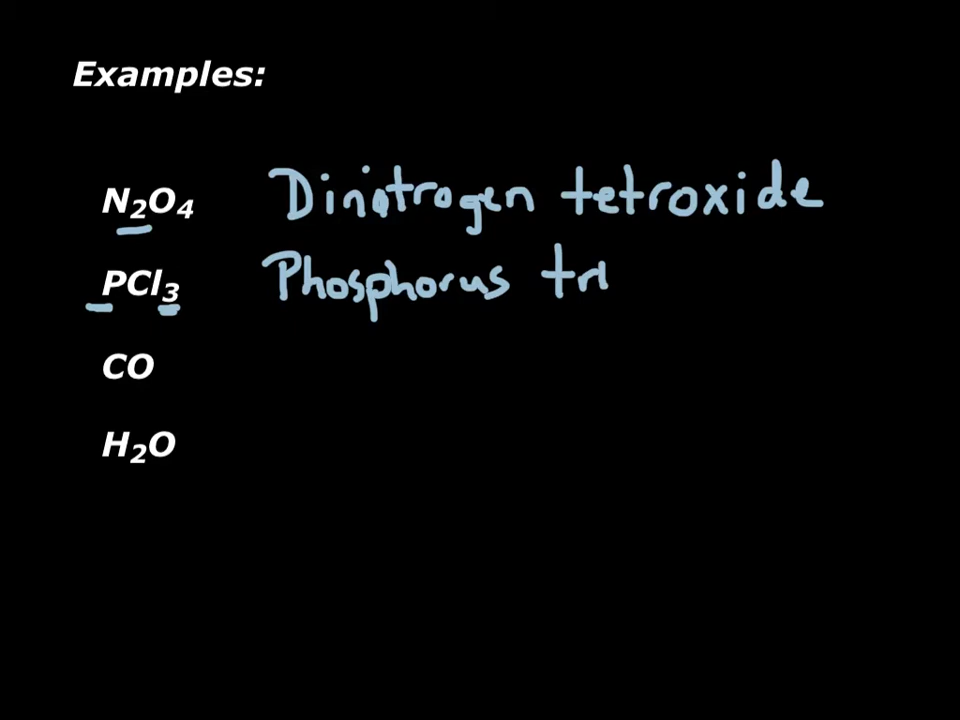 Examples:
N₂O₄ Dinitrogen tetroxide
PCl₃ Phosphorus tri
CO
H₂O